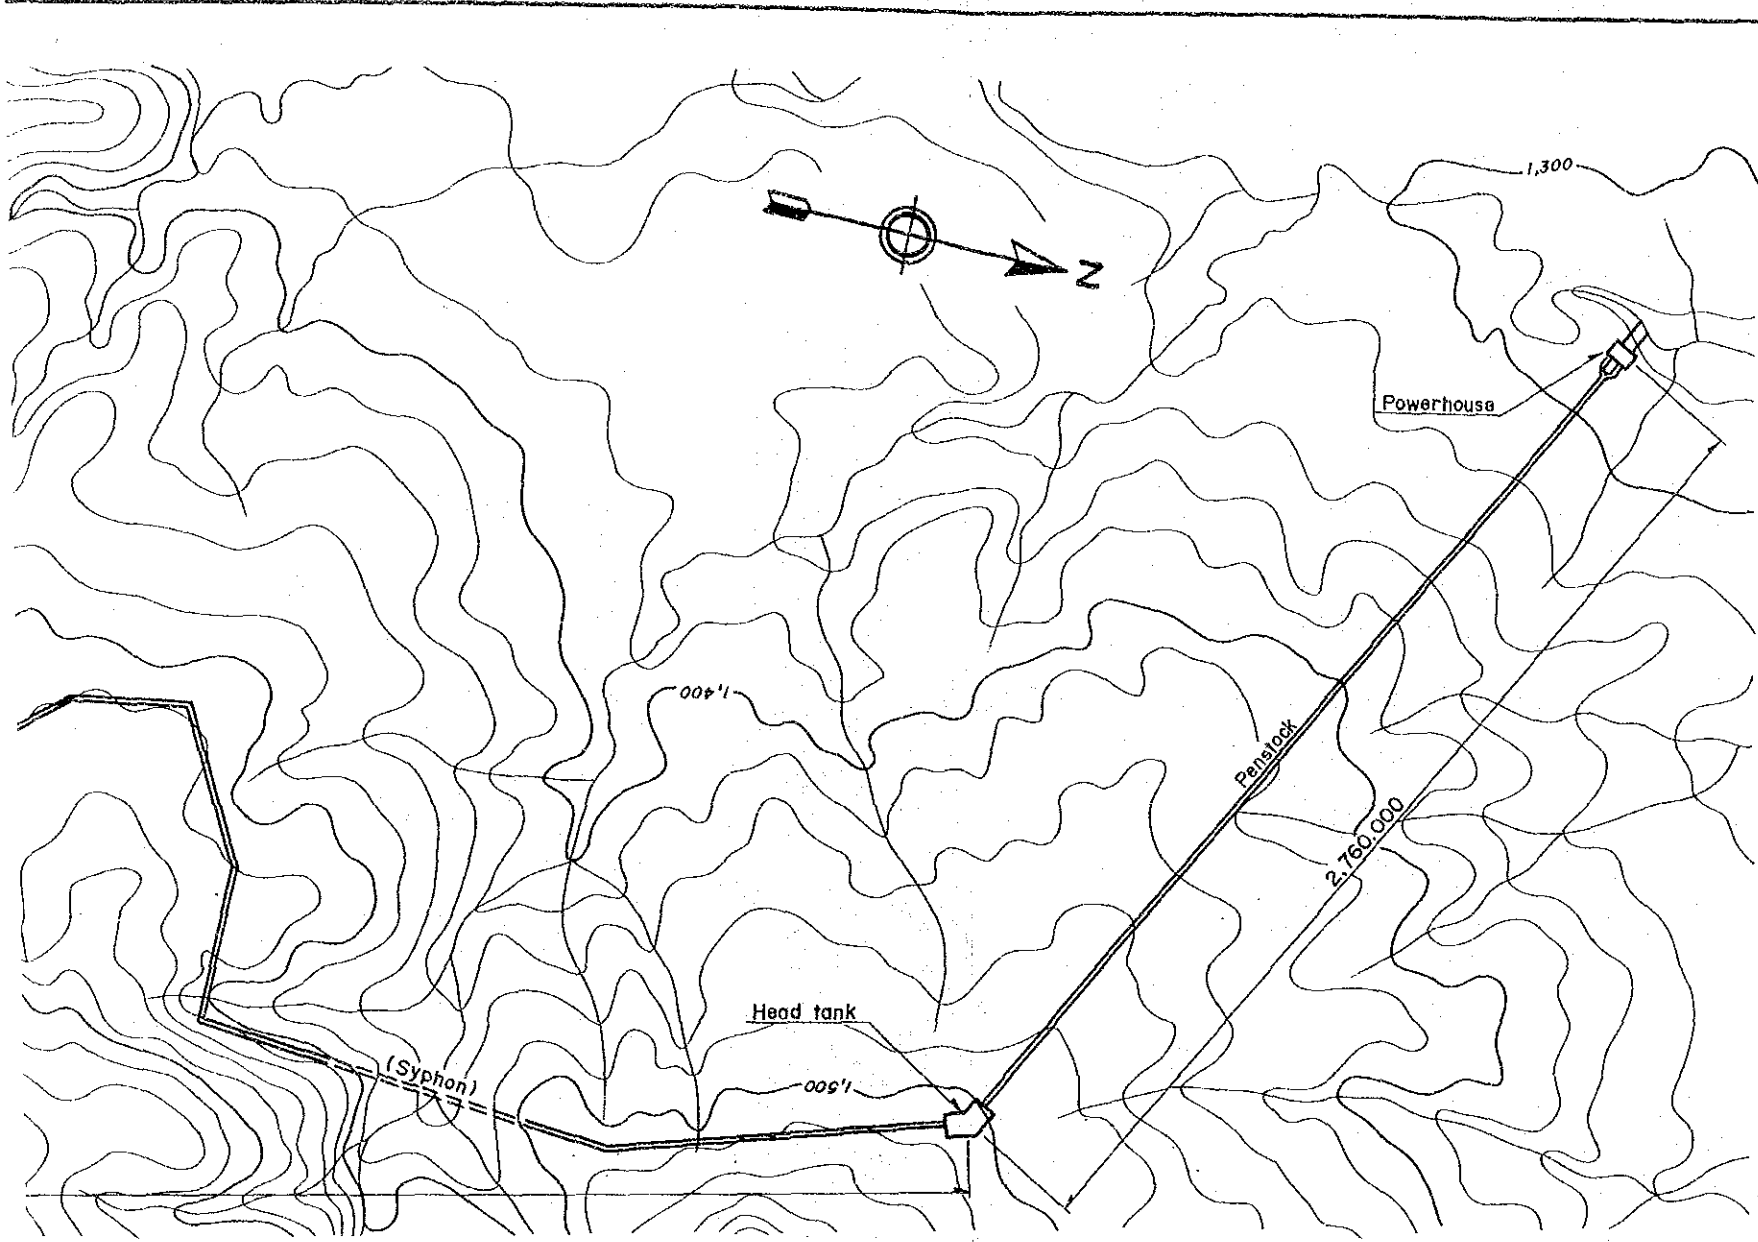 1,300
N
Powerhouse
1,400
Penstock
2,760.000
Head tank
(Syphon)
1,500